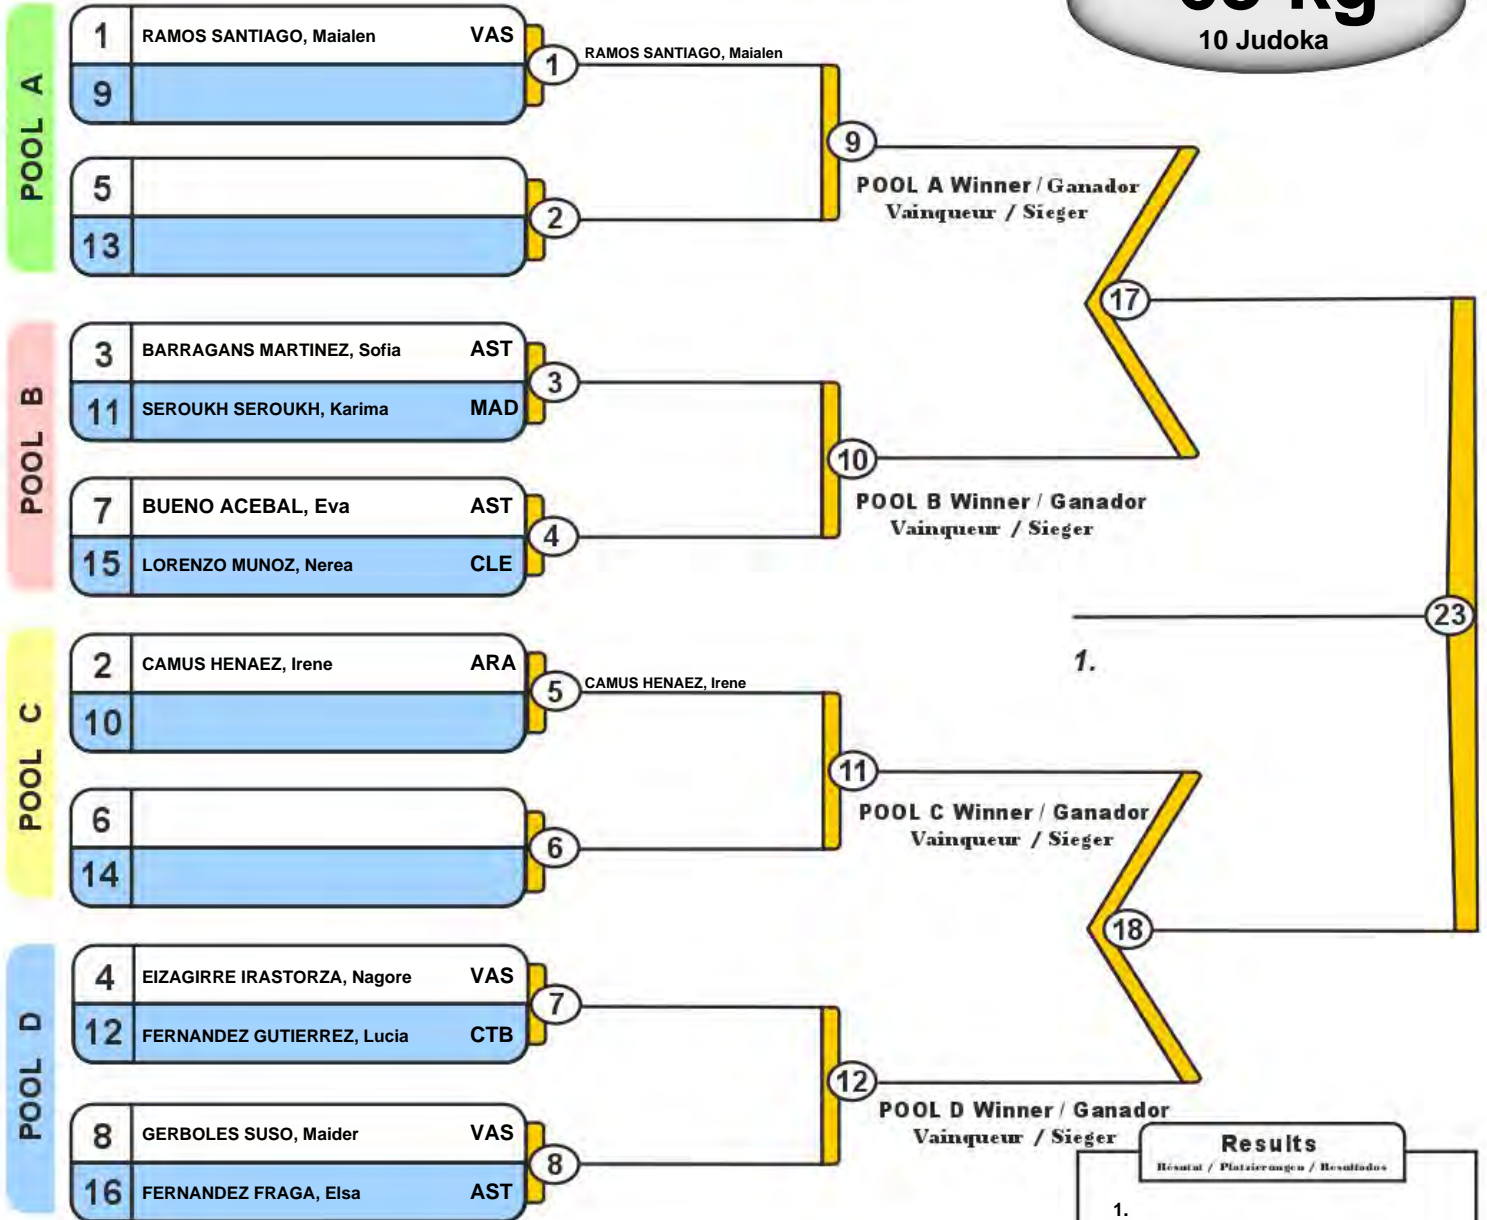 10 Judoka
POOL A
1 RAMOS SANTIAGO, Maialen VAS
9
1
RAMOS SANTIAGO, Maialen
5
13
2
9
POOL A Winner / Ganador
Vainqueur / Sieger
17
POOL B
3 BARRAGANS MARTINEZ, Sofia AST
11 SEROUKH SEROUKH, Karima MAD
3
7 BUENO ACEBAL, Eva AST
15 LORENZO MUNOZ, Nerea CLE
4
10
POOL B Winner / Ganador
Vainqueur / Sieger
23
1.
POOL C
2 CAMUS HENAEZ, Irene ARA
10
5
CAMUS HENAEZ, Irene
6
14
6
11
POOL C Winner / Ganador
Vainqueur / Sieger
18
POOL D
4 EIZAGIRRE IRASTORZA, Nagore VAS
12 FERNANDEZ GUTIERREZ, Lucia CTB
7
8 GERBOLES SUSO, Maider VAS
16 FERNANDEZ FRAGA, Elsa AST
8
12
POOL D Winner / Ganador
Vainqueur / Sieger
Results
Résutat / Platzierungen / Resultados
1.